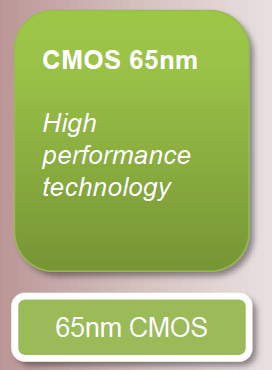 CMOS 65nm
High
performance
technology
65nm CMOS